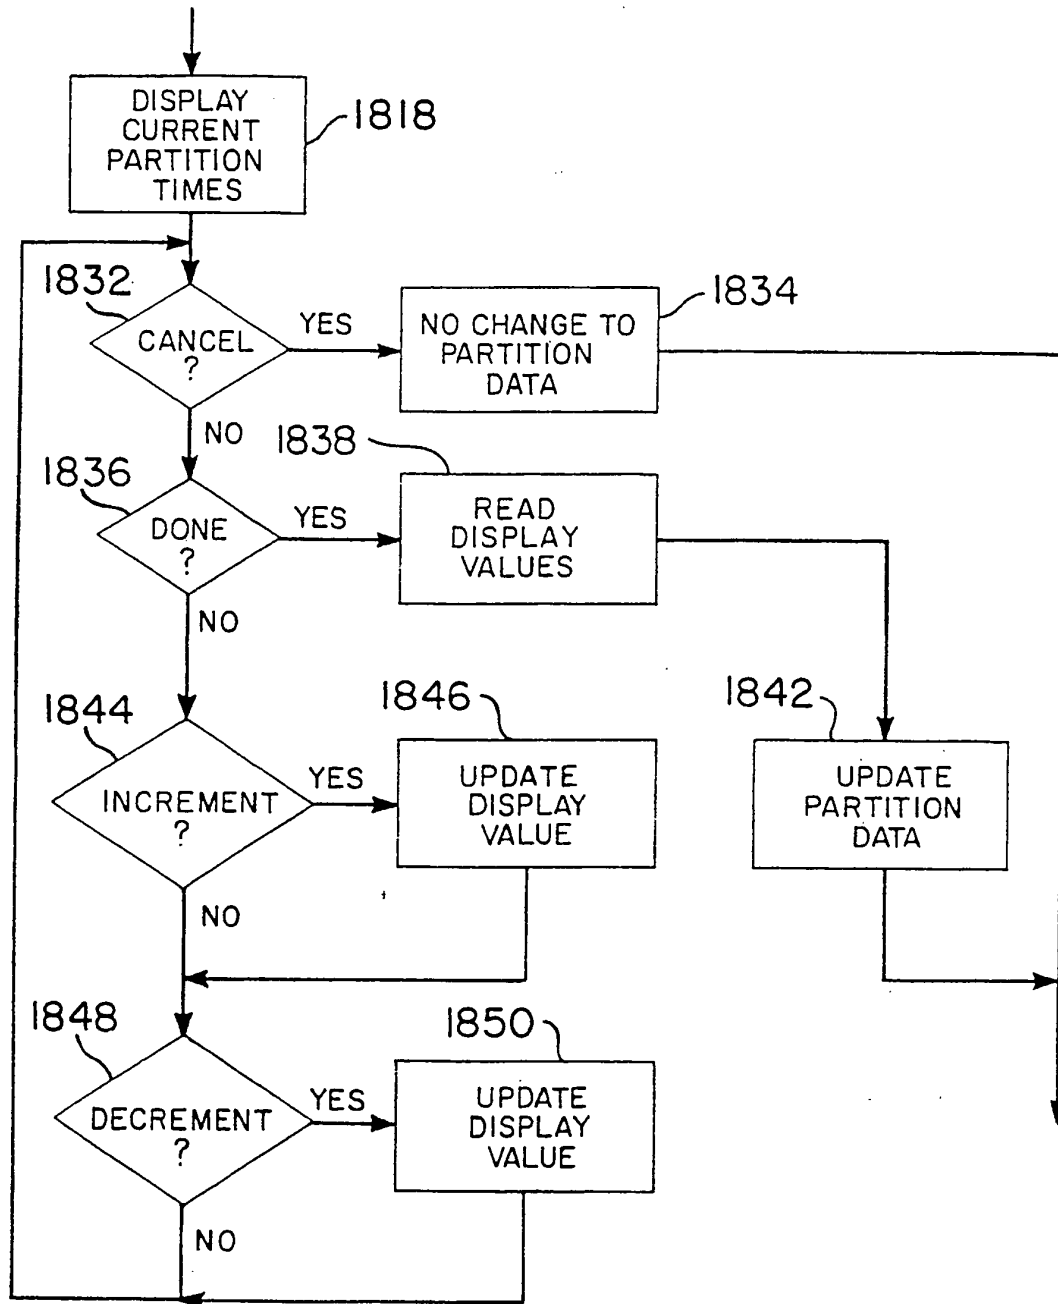 DISPLAY
CURRENT
PARTITION
TIMES
1818
1832
CANCEL
?
YES
NO CHANGE TO
PARTITION
DATA
1834
NO
1836
DONE
?
YES
1838
READ
DISPLAY
VALUES
NO
1844
INCREMENT
?
YES
1846
UPDATE
DISPLAY
VALUE
1842
UPDATE
PARTITION
DATA
NO
1848
DECREMENT
?
YES
1850
UPDATE
DISPLAY
VALUE
NO